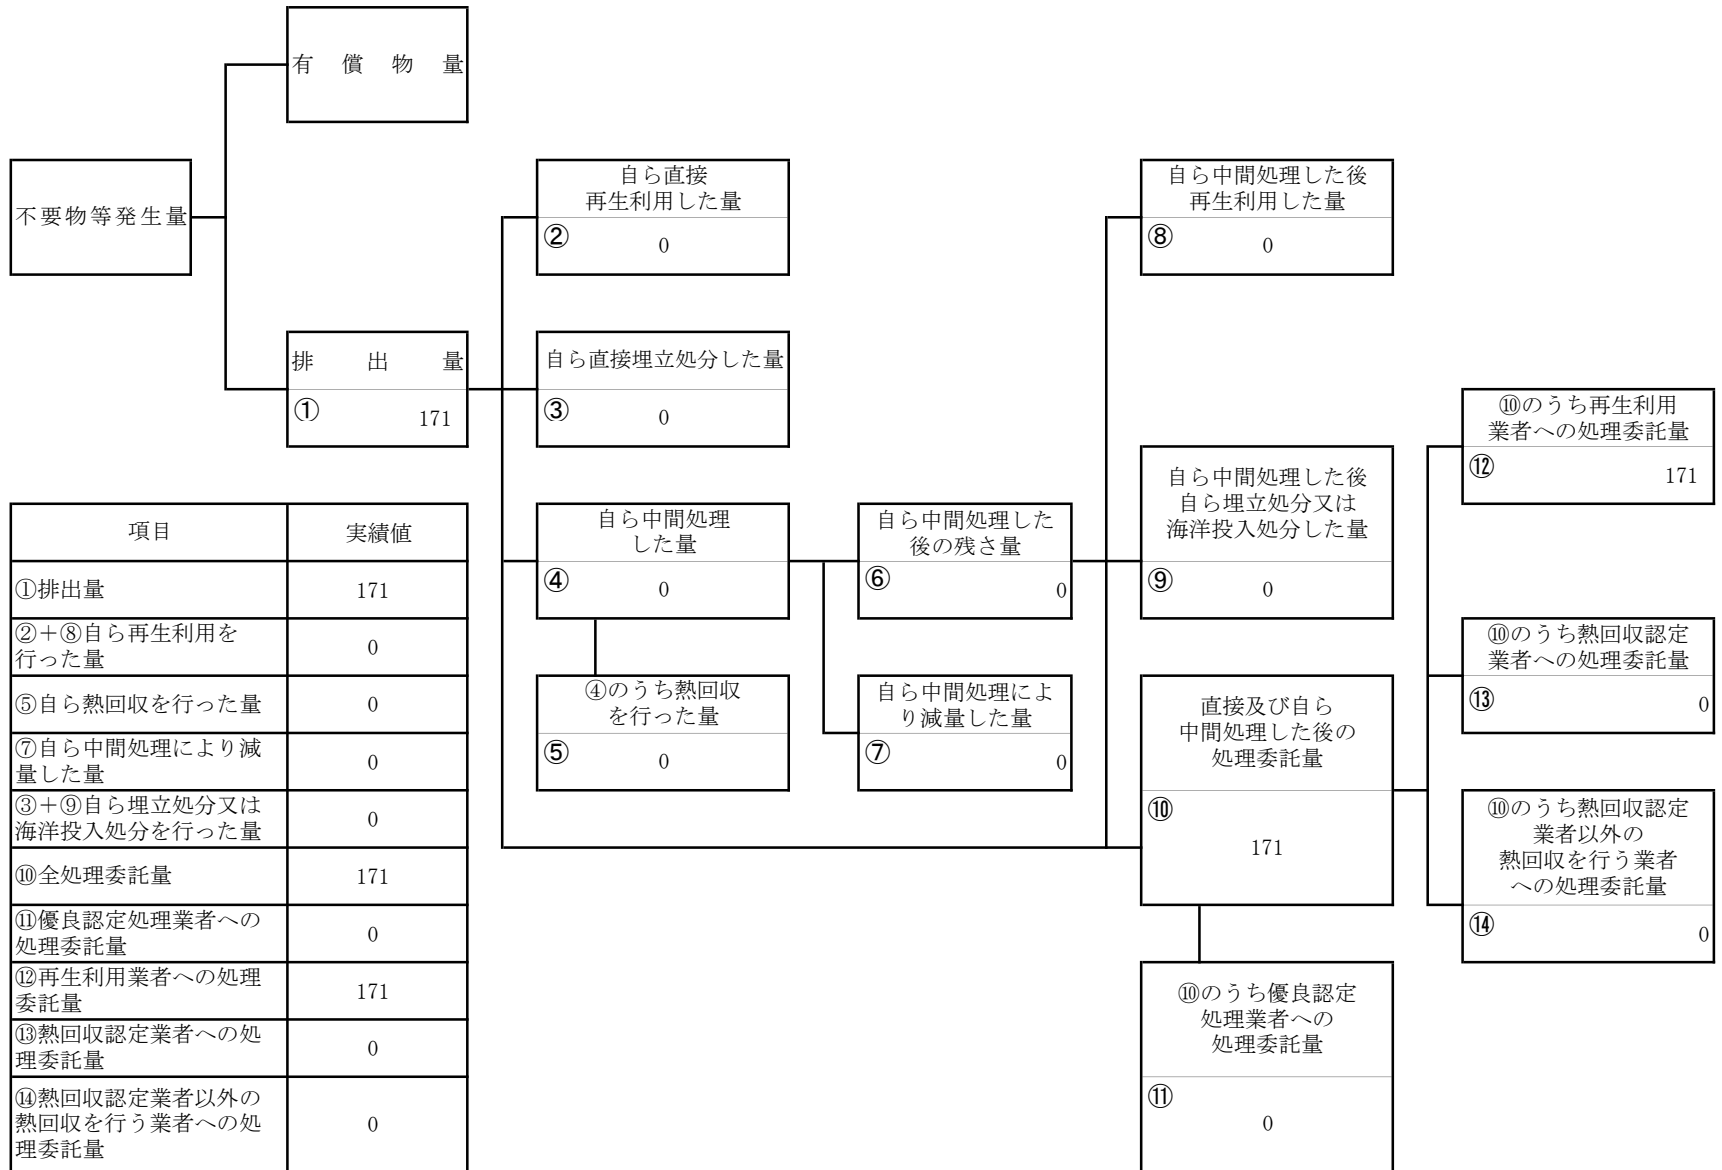 有償物量
不要物等発生量
排出量
①
171
自ら直接
再生利用した量
②
0
自ら直接埋立処分した量
③
0
自ら中間処理
した量
④
0
④のうち熱回収
を行った量
⑤
0
自ら中間処理した
後の残さ量
⑥
0
自ら中間処理によ
り減量した量
⑦
0
自ら中間処理した後
再生利用した量
⑧
0
自ら中間処理した後
自ら埋立処分又は
海洋投入処分した量
⑨
0
直接及び自ら
中間処理した後の
処理委託量
⑩
171
⑩のうち優良認定
処理業者への
処理委託量
⑪
0
⑩のうち再生利用
業者への処理委託量
⑫
171
⑩のうち熱回収認定
業者への処理委託量
⑬
0
⑩のうち熱回収認定
業者以外の
熱回収を行う業者
への処理委託量
⑭
0
項目 実績値
①排出量 171
②＋⑧自ら再生利用を
行った量
0
⑤自ら熱回収を行った量 0
⑦自ら中間処理により減
量した量
0
③＋⑨自ら埋立処分又は
海洋投入処分を行った量
0
⑩全処理委託量 171
⑪優良認定処理業者への
処理委託量
0
⑫再生利用業者への処理
委託量
171
⑬熱回収認定業者への処
理委託量
0
⑭熱回収認定業者以外の
熱回収を行う業者への処
理委託量
0